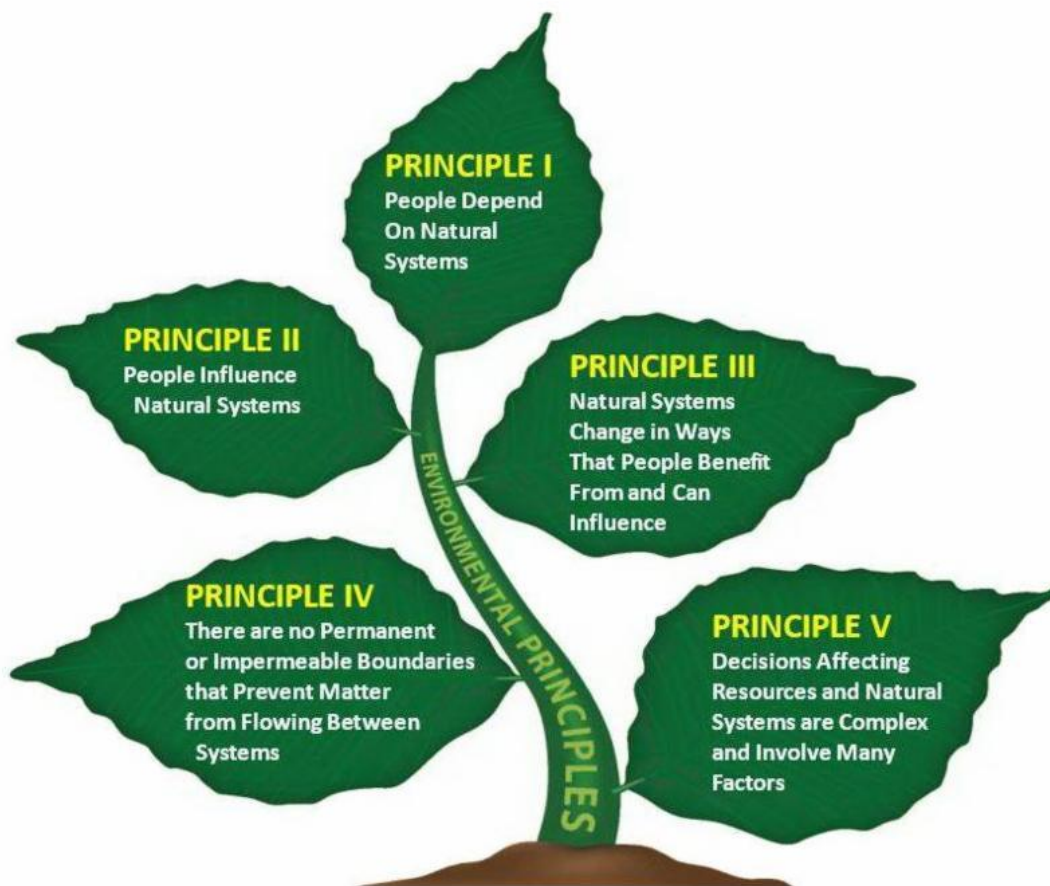 PRINCIPLE I
People Depend
On Natural
Systems
PRINCIPLE II
People Influence
Natural Systems
PRINCIPLE III
Natural Systems
Change in Ways
That People Benefit
From and Can
Influence
ENVIRONMENTAL PRINCIPLES
PRINCIPLE IV
There are no Permanent
or Impermeable Boundaries
that Prevent Matter
from Flowing Between
Systems
PRINCIPLE V
Decisions Affecting
Resources and Natural
Systems are Complex
and Involve Many
Factors